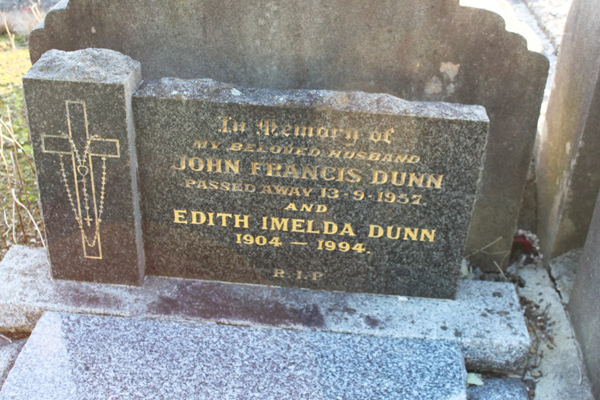 In Memory of
MY BELOVED HUSBAND
JOHN FRANCIS DUNN
PASSED AWAY 13-9-1957.
AND
EDITH IMELDA DUNN
1904 — 1994.
R.I.P